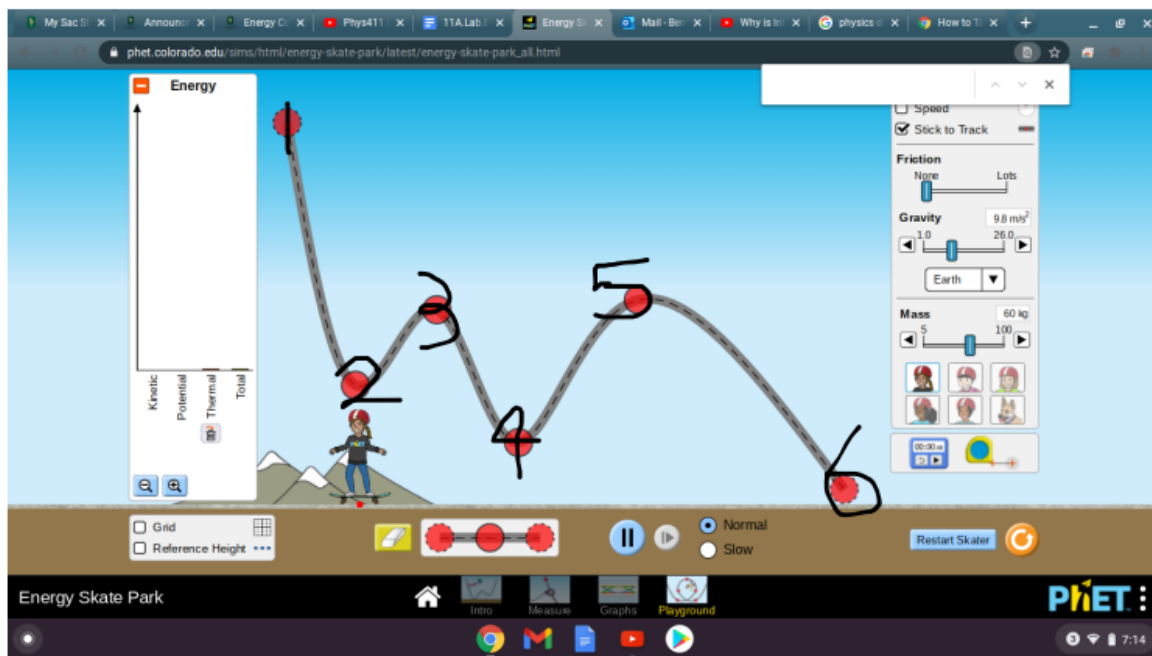 My Sac St
Announc
Energy Co
Phys411
11A.Lab
Energy S
Mail - Ber
Why is In
physics c
How to T
phet.colorado.edu/sims/html/energy-skate-park/latest/energy-skate-park_all.html
Energy
Speed
Stick to Track
Friction
None Lots
Gravity 9.8 m/s²
1.0 26.0
Earth
Mass 60 kg
5 100
1
2
3
4
5
6
Kinetic
Potential
Thermal
Total
PhET
Grid
Reference Height
Normal
Slow
Restart Skater
Energy Skate Park
Intro
Measure
Graphs
Playground
PhET
3 7:14